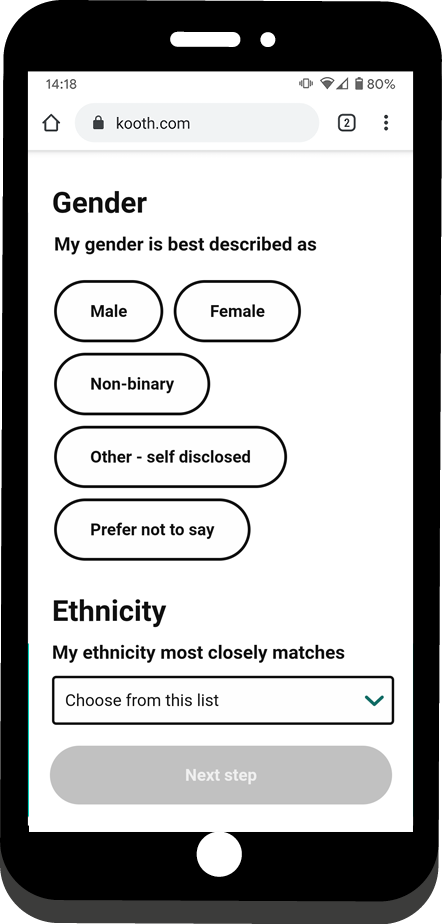 14:18 80%
kooth.com 2
Gender
My gender is best described as
Male Female
Non-binary
Other - self disclosed
Prefer not to say
Ethnicity
My ethnicity most closely matches
Choose from this list
Next step